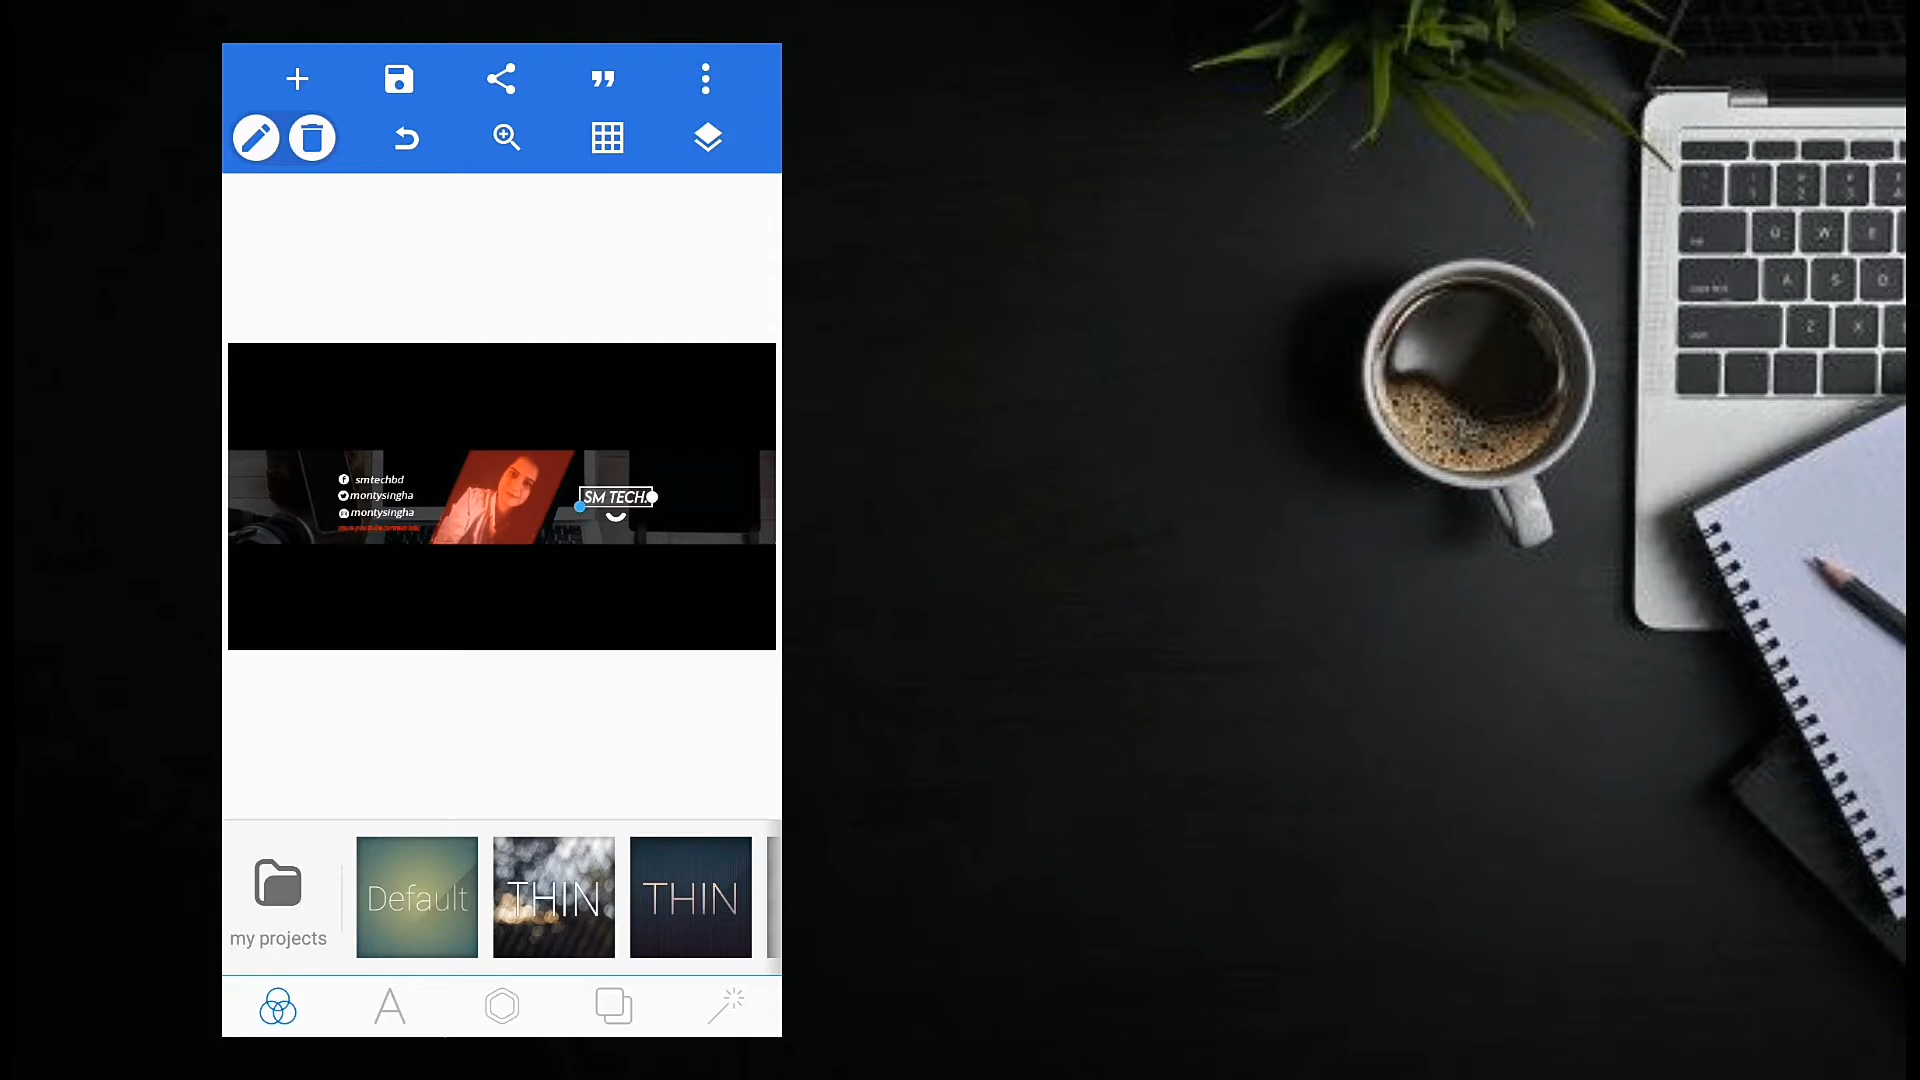 smtechbd
montysingha
montysingha
SM TECH.
Default
THIN
THIN
my projects